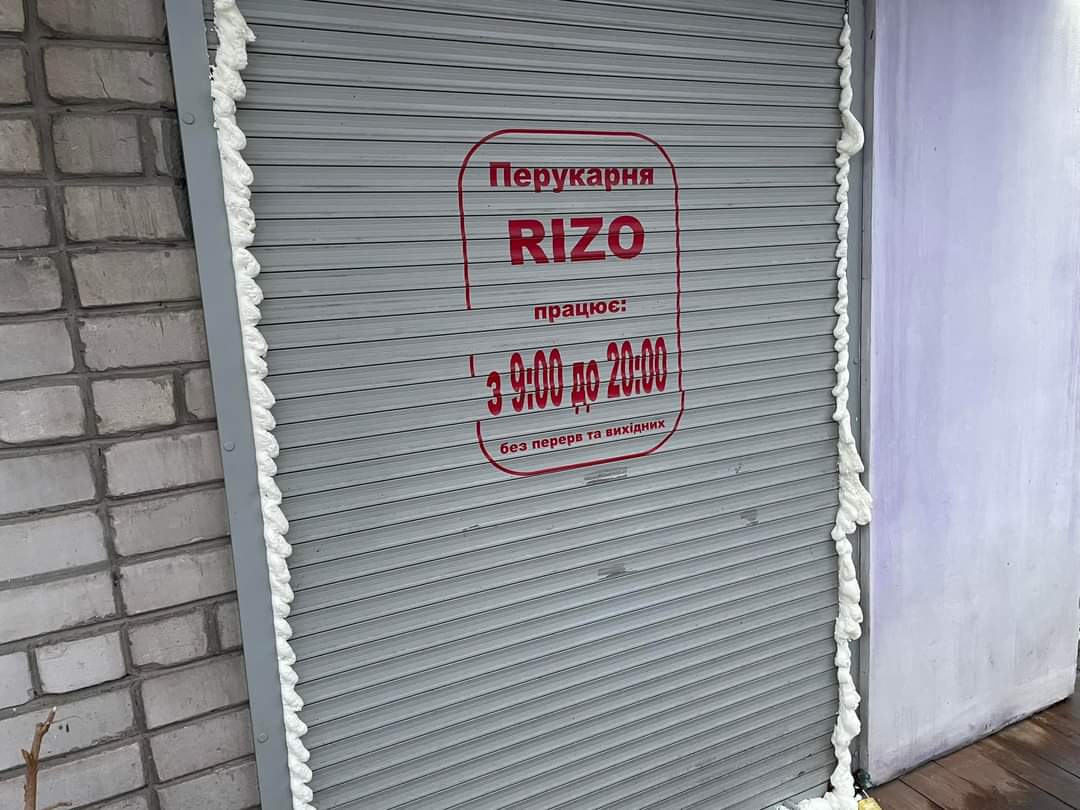 Перукарня
RIZO
працює:
з 9:00 до 20:00
без перерв та вихідних